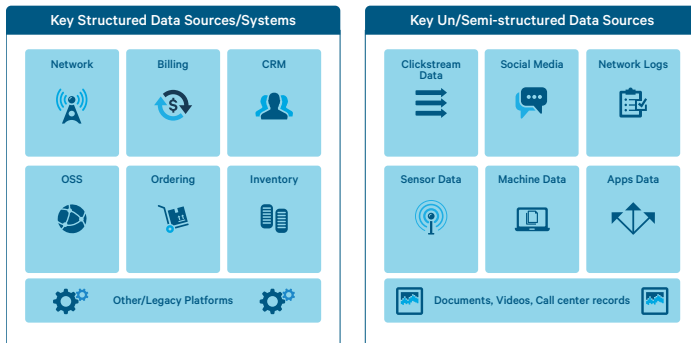 Key Structured Data Sources/Systems
Network
Billing
$
CRM
OSS
Ordering
Inventory
Other/Legacy Platforms
Key Un/Semi-structured Data Sources
Clickstream
Data
Social Media
Network Logs
Sensor Data
Machine Data
Apps Data
Documents, Videos, Call center records